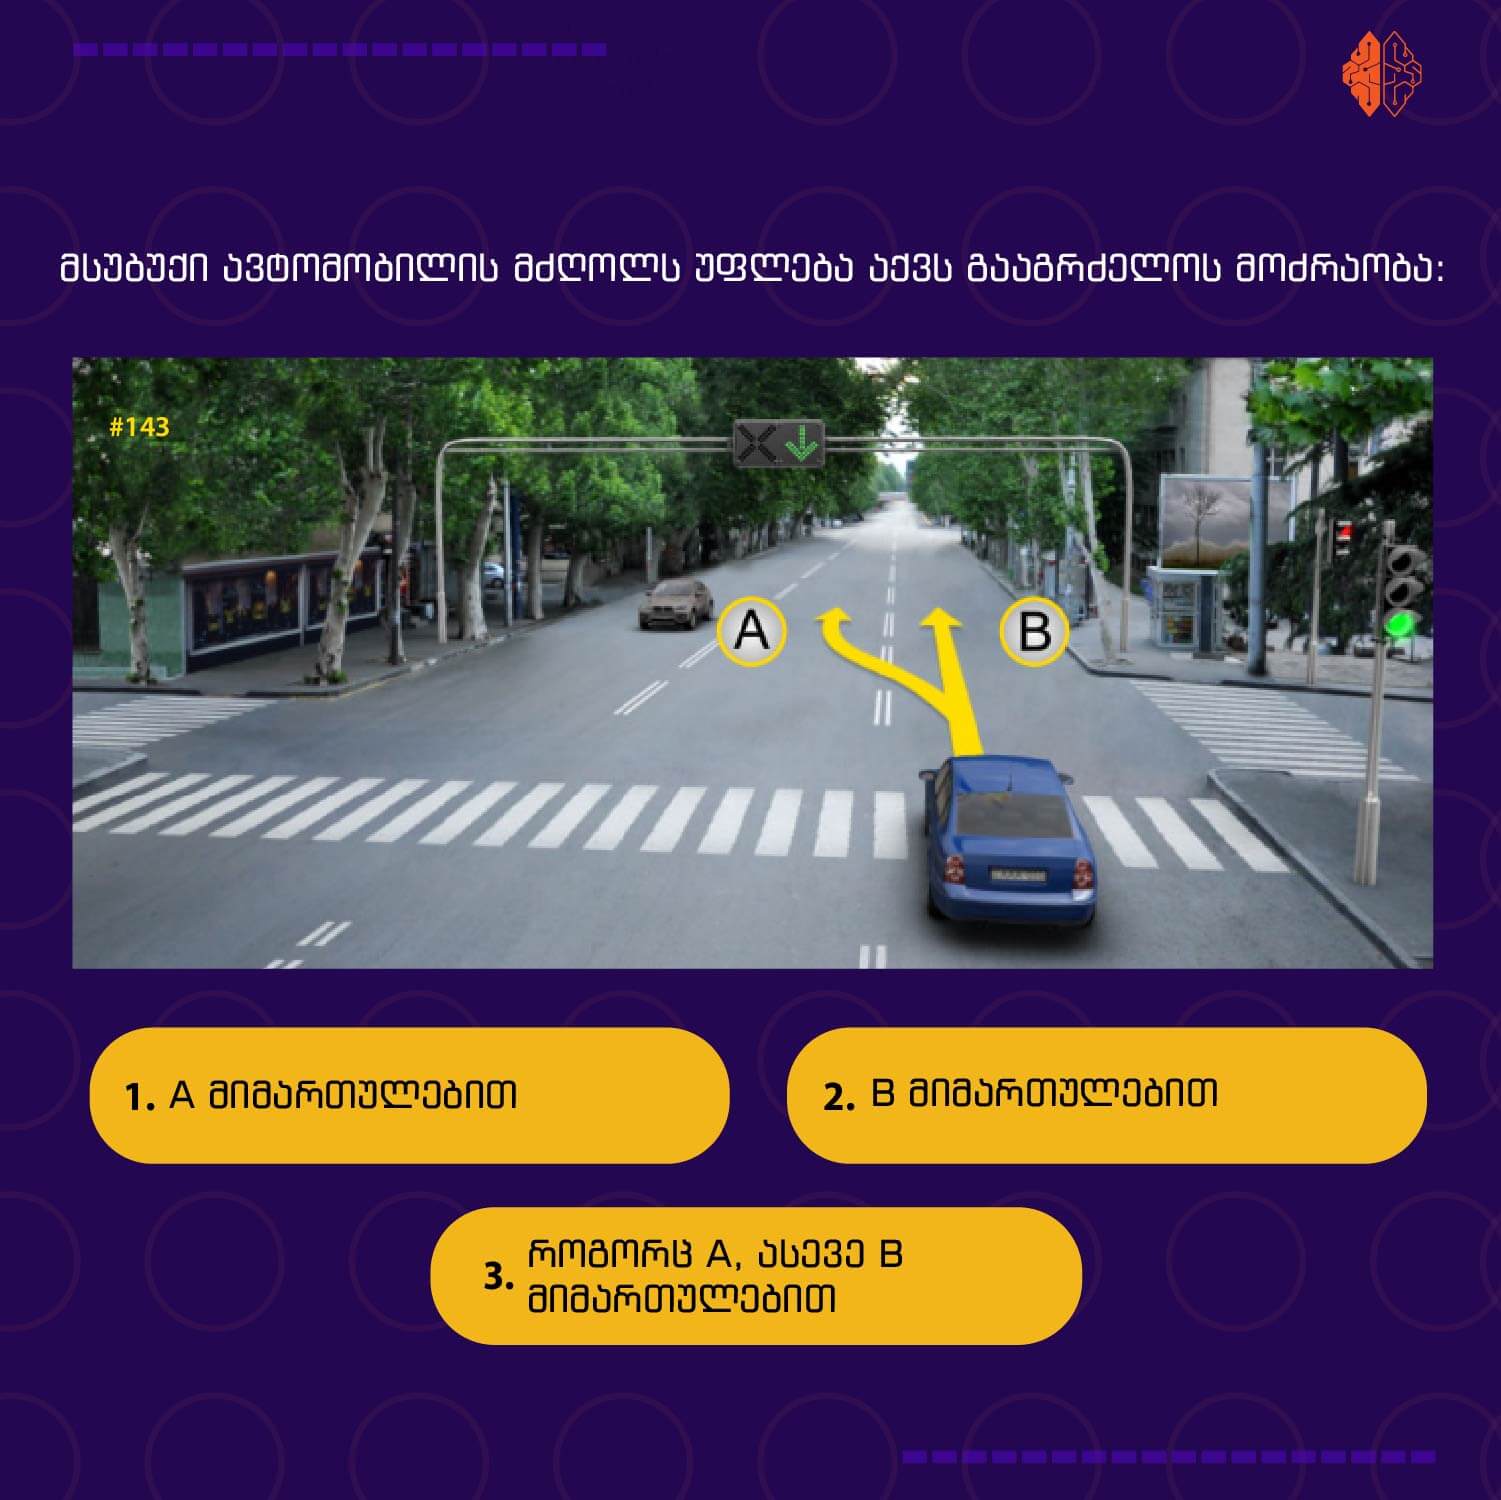 მსუბუქი ავტომობილის მძღოლს უფლება აქვს გააგრძელოს მოძრაობა:
#143
A
B
1. A მიმართულებით
2. B მიმართულებით
3. როგორც A, ასევე B
მიმართულებით